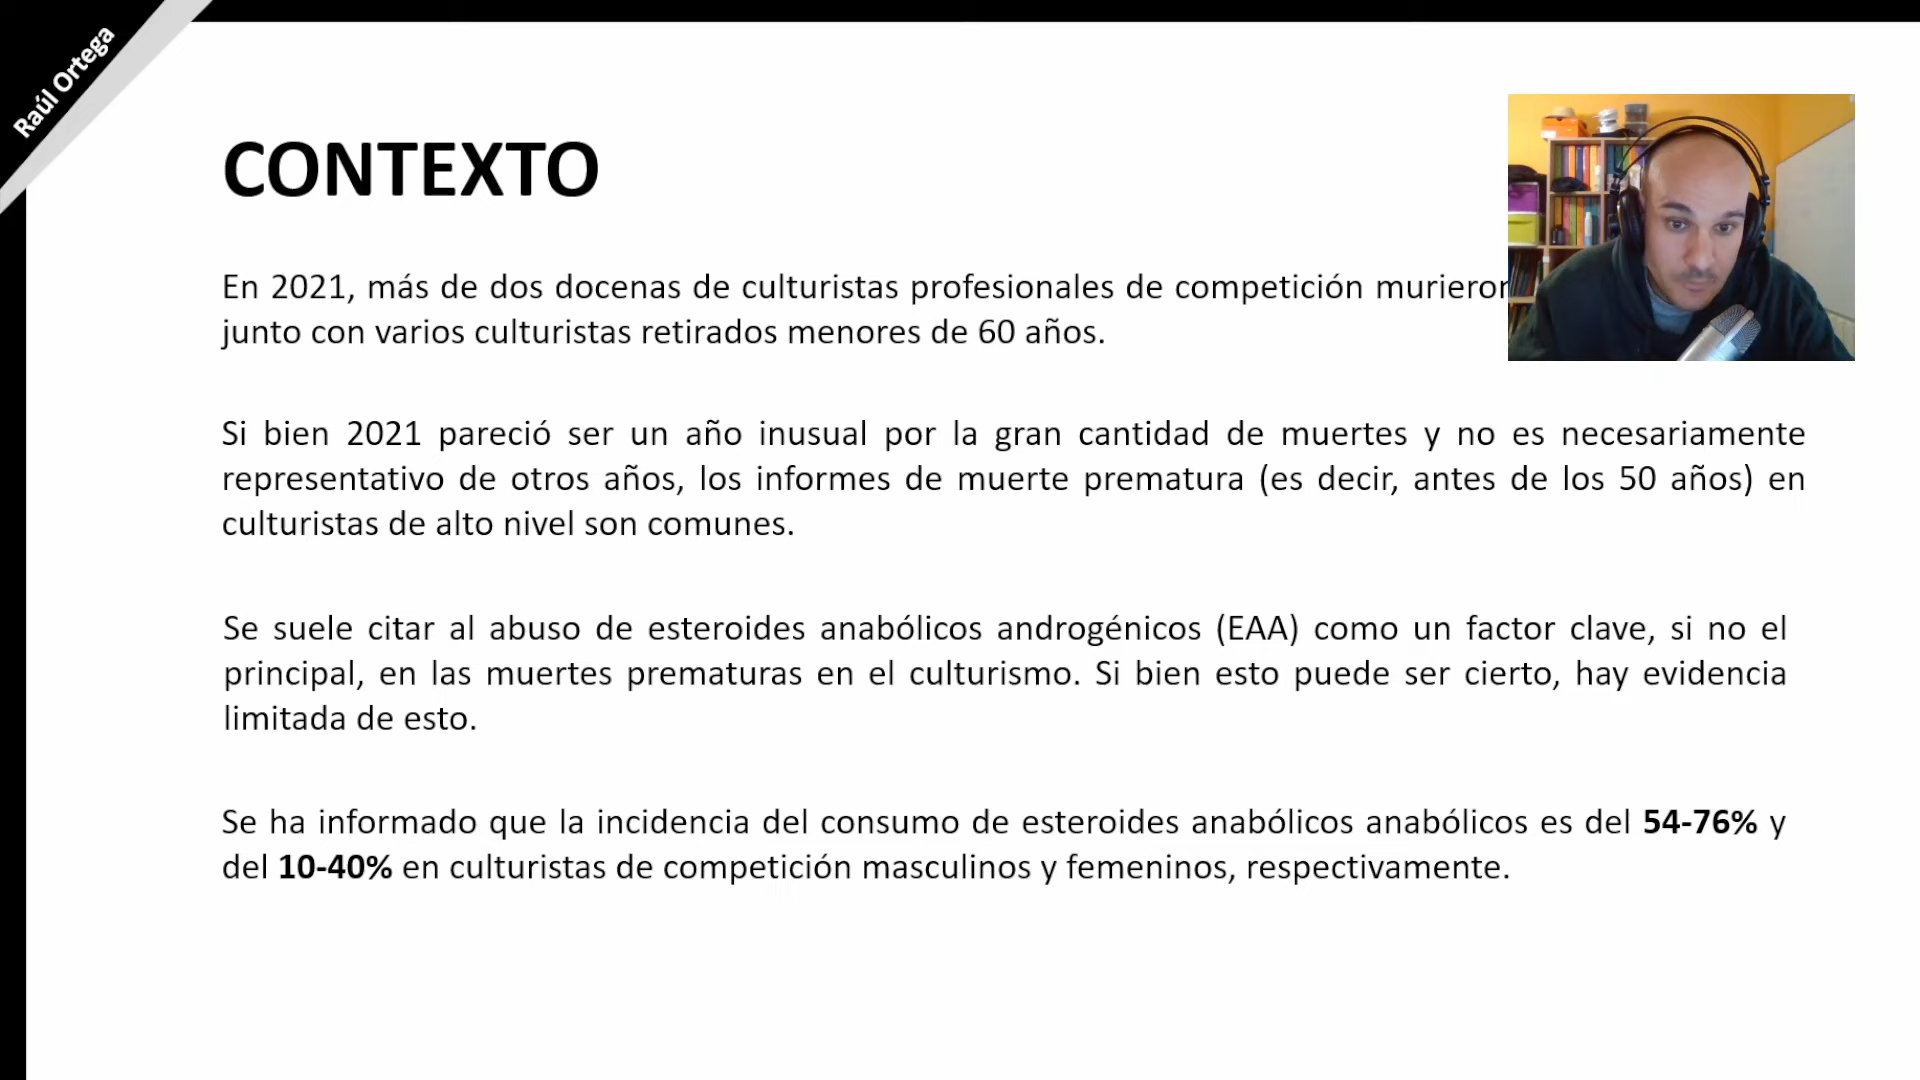 Raúl Ortega
CONTEXTO
En 2021, más de dos docenas de culturistas profesionales de competición murieron
junto con varios culturistas retirados menores de 60 años.
Si bien 2021 pareció ser un año inusual por la gran cantidad de muertes y no es necesariamente
representativo de otros años, los informes de muerte prematura (es decir, antes de los 50 años) en
culturistas de alto nivel son comunes.
Se suele citar al abuso de esteroides anabólicos androgénicos (EAA) como un factor clave, si no el
principal, en las muertes prematuras en el culturismo. Si bien esto puede ser cierto, hay evidencia
limitada de esto.
Se ha informado que la incidencia del consumo de esteroides anabólicos anabólicos es del 54-76% y
del 10-40% en culturistas de competición masculinos y femeninos, respectivamente.